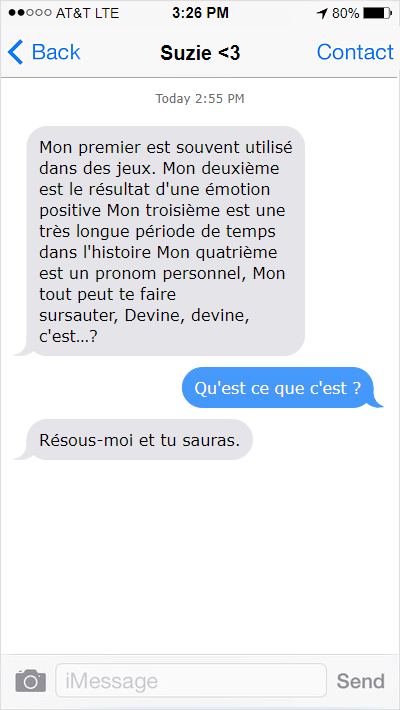 AT&T LTE 3:26 PM 80%
Back Suzie <3 Contact
Today 2:55 PM
Mon premier est souvent utilisé
dans des jeux. Mon deuxième
est le résultat d'une émotion
positive Mon troisième est une
très longue période de temps
dans l'histoire Mon quatrième
est un pronom personnel, Mon
tout peut te faire
sursauter, Devine, devine,
c'est...?
Qu'est ce que c'est ?
Résous-moi et tu sauras.
iMessage Send